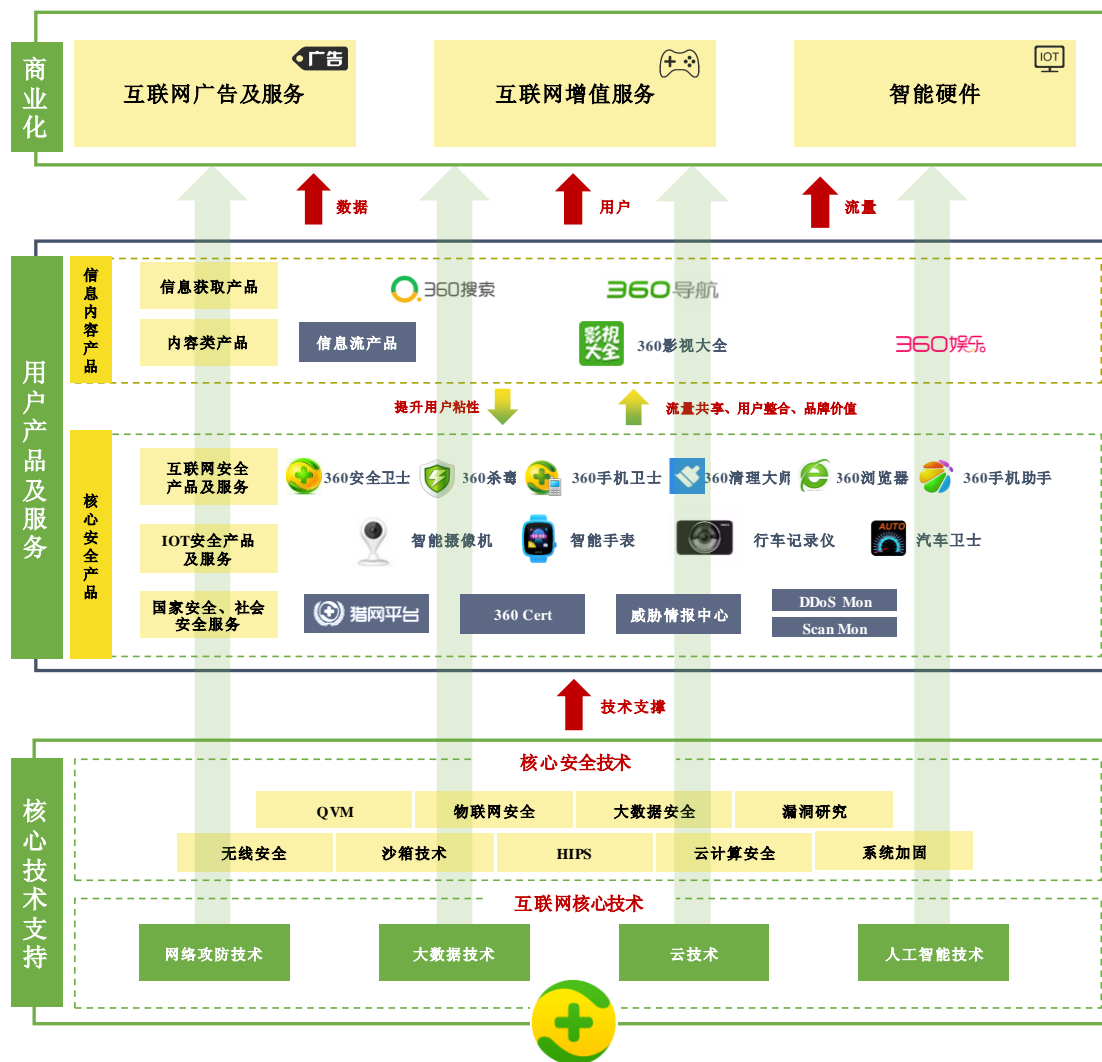 商业化
广告
互联网广告及服务
互联网增值服务
IOT
智能硬件
数据
用户
流量
用户产品及服务
信息内容产品
信息获取产品
360搜索
360导航
内容类产品
信息流产品
影视
大全
360影视大全
360娱乐
提升用户粘性
流量共享、用户整合、品牌价值
核心安全产品
互联网安全
产品及服务
360安全卫士
360杀毒
360手机卫士
360清理大师
360浏览器
360手机助手
IOT安全产品
及服务
智能摄像机
智能手表
行车记录仪
AUTO
汽车卫士
国家安全、社会
安全服务
猎网平台
360 Cert
威胁情报中心
DDoS Mon
Scan Mon
技术支撑
核心技术支持
核心安全技术
QVM
物联网安全
大数据安全
漏洞研究
无线安全
沙箱技术
HIPS
云计算安全
系统加固
互联网核心技术
网络攻防技术
大数据技术
云技术
人工智能技术